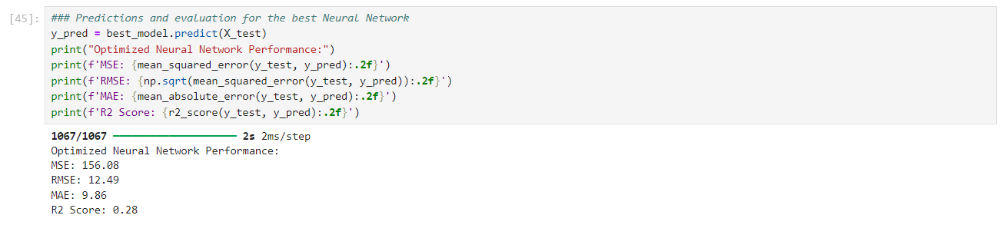 [45]: ### Predictions and evaluation for the best Neural Network
y_pred = best_model.predict(X_test)
print("Optimized Neural Network Performance:")
print(f'MSE: {mean_squared_error(y_test, y_pred):.2f}')
print(f'RMSE: {np.sqrt(mean_squared_error(y_test, y_pred)):.2f}')
print(f'MAE: {mean_absolute_error(y_test, y_pred):.2f}')
print(f'R2 Score: {r2_score(y_test, y_pred):.2f}')
1067/1067 ━━━━━━━━━━━━━━━━━━━━ 2s 2ms/step
Optimized Neural Network Performance:
MSE: 156.08
RMSE: 12.49
MAE: 9.86
R2 Score: 0.28